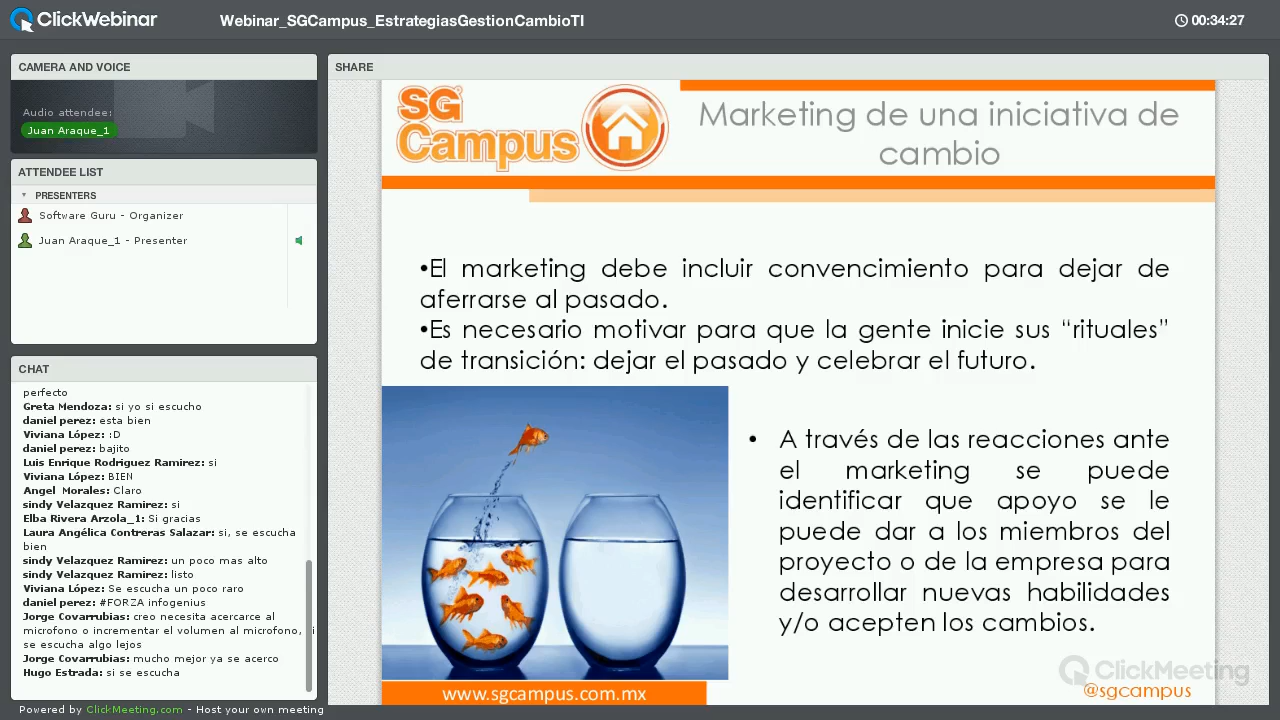 ClickWebinar
Webinar_SGCampus_EstrategiasGestionCambioTI
00:34:27
CAMERA AND VOICE
Audio attendee:
Juan Araque_1
ATTENDEE LIST
PRESENTERS
Software Guru - Organizer
Juan Araque_1 - Presenter
CHAT
perfecto
Greta Mendoza: si yo si escucho
daniel perez: esta bien
Viviana López: :D
daniel perez: bajito
Luis Enrique Rodriguez Ramirez: si
Viviana López: BIEN
Angel Morales: Claro
sindy Velazquez Ramirez: si
Elba Rivera Arzola_1: Si gracias
Laura Angélica Contreras Salazar: si, se escucha
bien
sindy Velazquez Ramirez: un poco mas alto
sindy Velazquez Ramirez: listo
Viviana López: Se escucha un poco raro
daniel perez: #FORZA infogenius
Jorge Covarrubias: creo necesita acercarce al
microfono o incrementar el volumen al microfono, i
se escucha algo lejos
Jorge Covarrubias: mucho mejor ya se acerco
Hugo Estrada: si se escucha
Powered by ClickMeeting.com - Host your own meeting
SHARE
SG
Campus
Marketing de una iniciativa de
cambio
•El marketing debe incluir convencimiento para dejar de
aferrarse al pasado.
•Es necesario motivar para que la gente inicie sus “rituales”
de transición: dejar el pasado y celebrar el futuro.
• A través de las reacciones ante
el marketing se puede
identificar que apoyo se le
puede dar a los miembros del
proyecto o de la empresa para
desarrollar nuevas habilidades
y/o acepten los cambios.
ClickMeeting
www.sgcampus.com.mx
@sgcampus